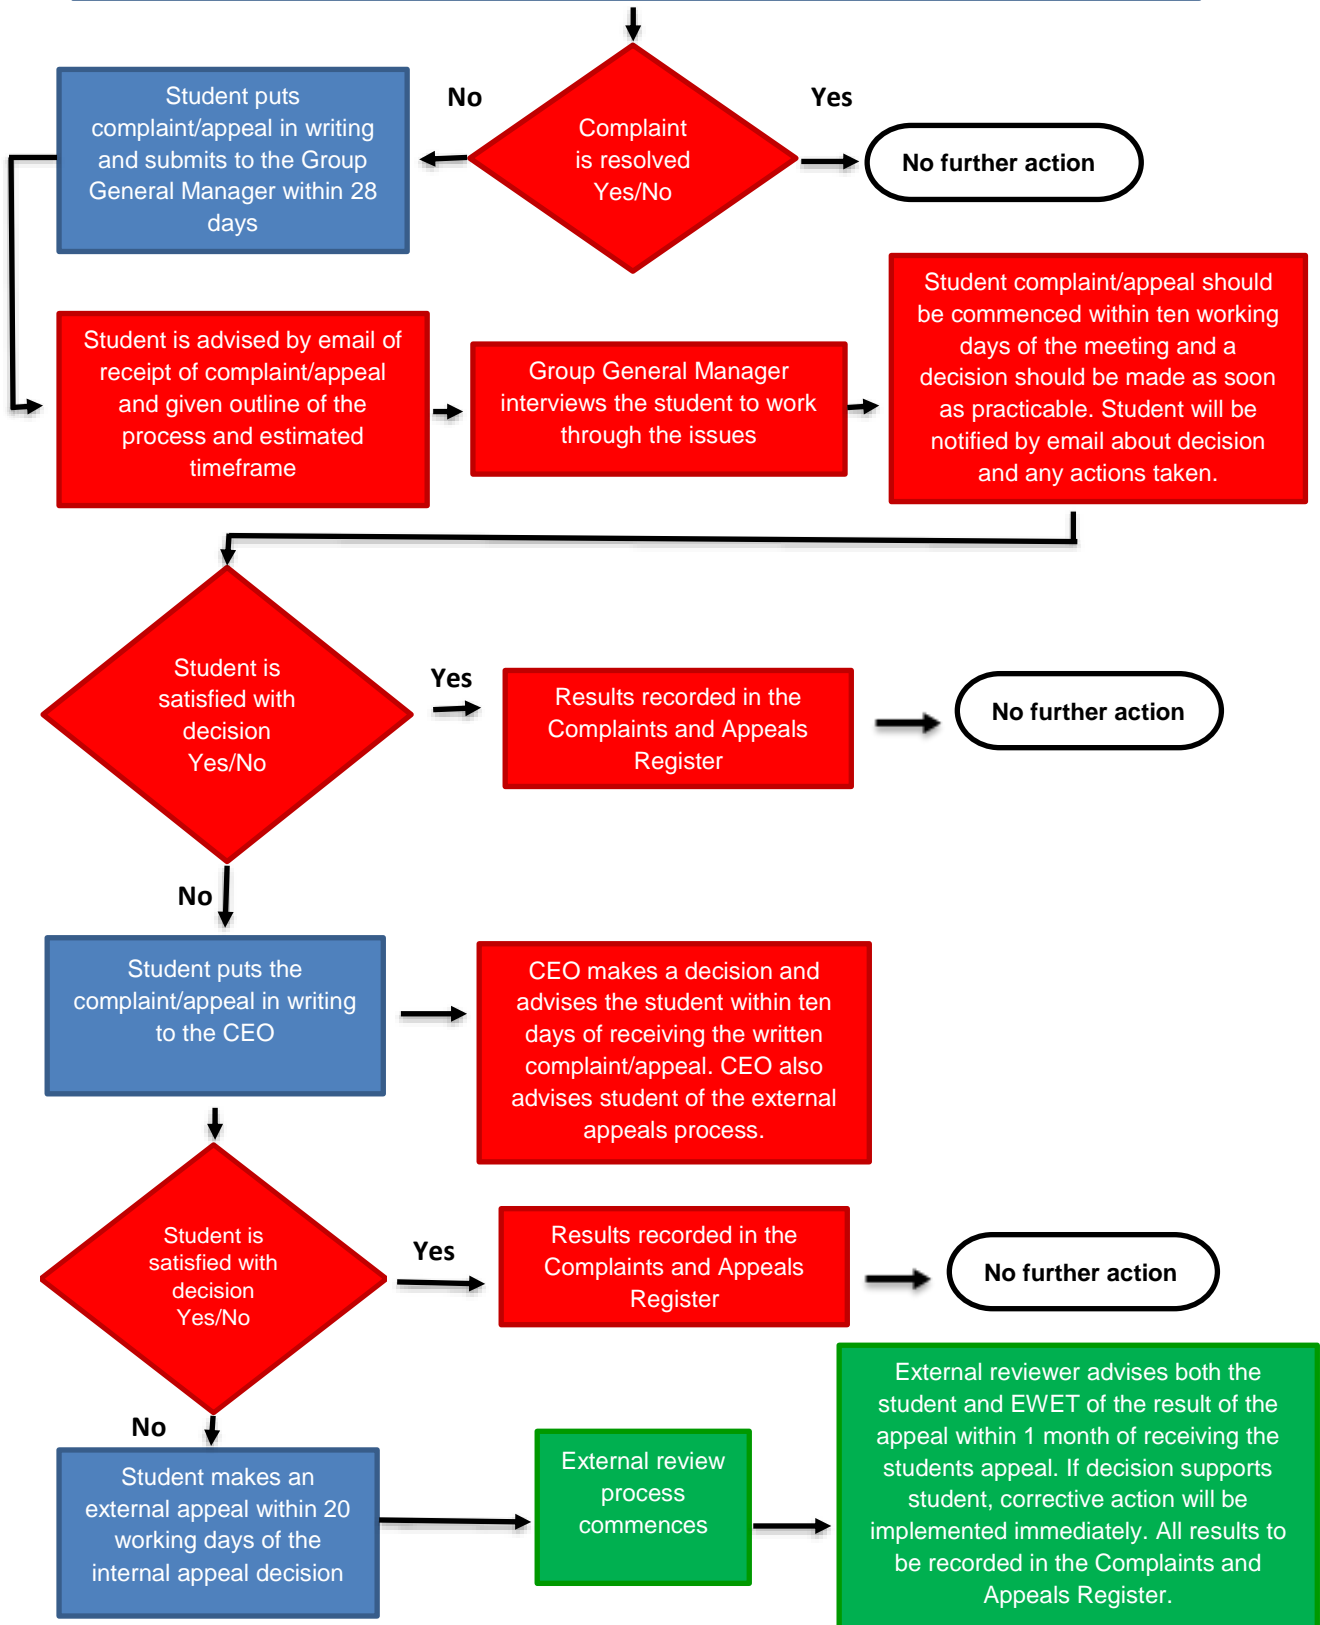 No
Yes
Student puts
complaint/appeal in writing
and submits to the Group
General Manager within 28
days
Complaint
is resolved
Yes/No
No further action
Student is advised by email of
receipt of complaint/appeal
and given outline of the
process and estimated
timeframe
Group General Manager
interviews the student to work
through the issues
Student complaint/appeal should
be commenced within ten working
days of the meeting and a
decision should be made as soon
as practicable. Student will be
notified by email about decision
and any actions taken.
Student is
satisfied with
decision
Yes/No
Yes
Results recorded in the
Complaints and Appeals
Register
No further action
No
Student puts the
complaint/appeal in writing
to the CEO
CEO makes a decision and
advises the student within ten
days of receiving the written
complaint/appeal. CEO also
advises student of the external
appeals process.
Student is
satisfied with
decision
Yes/No
Yes
Results recorded in the
Complaints and Appeals
Register
No further action
No
Student makes an
external appeal within 20
working days of the
internal appeal decision
External review
process
commences
External reviewer advises both the
student and EWET of the result of the
appeal within 1 month of receiving the
students appeal. If decision supports
student, corrective action will be
implemented immediately. All results to
be recorded in the Complaints and
Appeals Register.